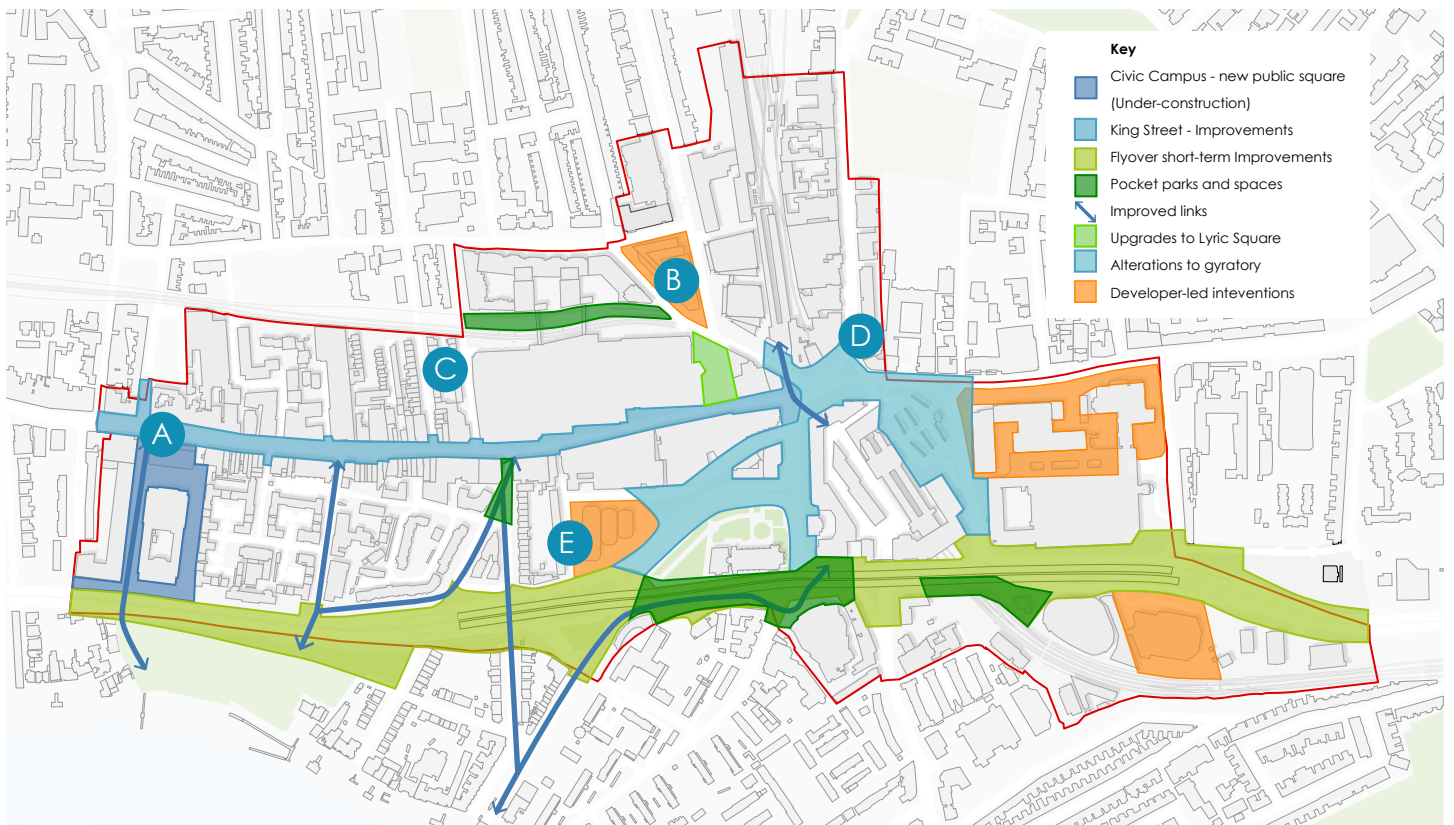 Key
Civic Campus - new public square
(Under-construction)
King Street - Improvements
Flyover short-term Improvements
Pocket parks and spaces
Improved links
Upgrades to Lyric Square
Alterations to gyratory
Developer-led inteventions
B
D
C
A
E